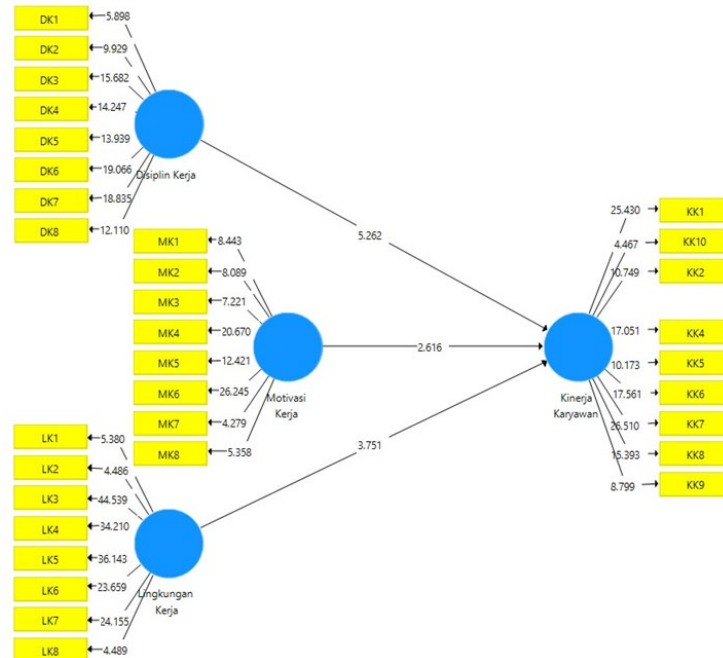 DK1
5.898
DK2
9.929
DK3
15.682
DK4
14.247
DK5
13.939
DK6
19.066
DK7
18.835
DK8
12.110
Disiplin Kerja
5.262
MK1
8.443
MK2
8.089
MK3
7.221
MK4
20.670
MK5
12.421
MK6
26.245
MK7
4.279
MK8
5.358
Motivasi
Kerja
2.616
LK1
5.380
LK2
4.486
LK3
44.539
LK4
34.210
LK5
36.143
LK6
23.659
LK7
24.155
LK8
4.489
Lingkungan
Kerja
3.751
Kinerja
Karyawan
25.430
KK1
4.467
KK10
10.749
KK2
17.051
KK4
10.173
KK5
17.561
KK6
26.510
KK7
15.393
KK8
8.799
KK9